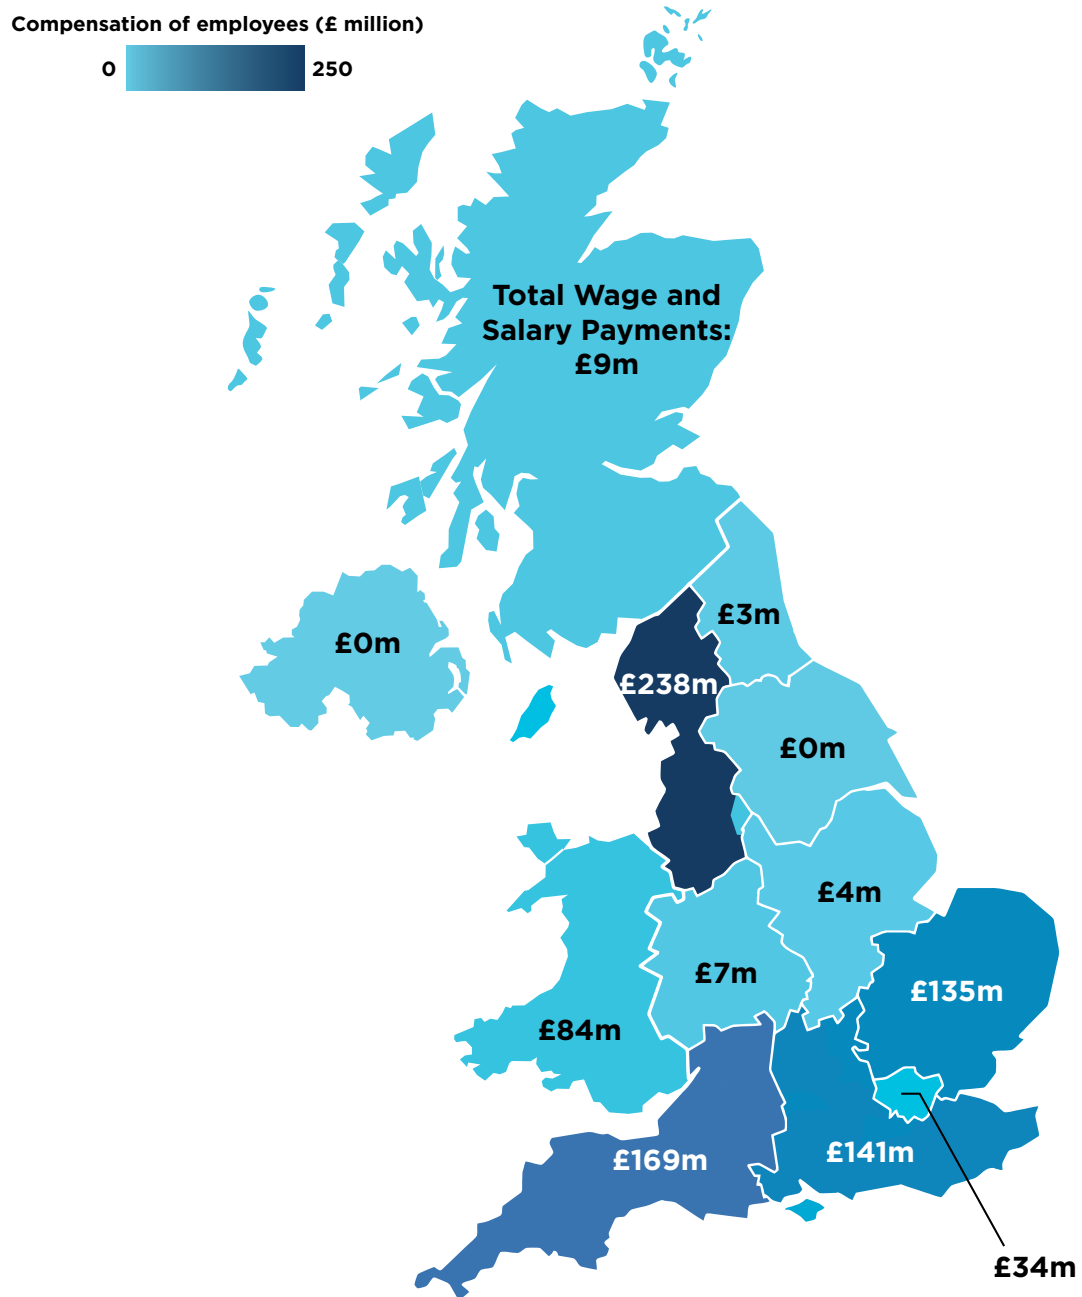 Compensation of employees (£ million)
0 250
Total Wage and
Salary Payments:
£9m
£3m
£0m
£238m
£0m
£4m
£7m
£135m
£84m
£141m
£169m
£34m